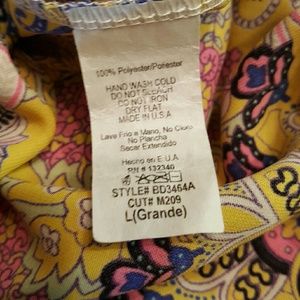 100% Polyester/Poriester
HAND WASH COLD
DO NOT BLEACH
DO NOT IRON
DRY FLAT
MADE IN U.S.A
Lave Frio a Mano, No Cloro
No Plancha
Secar Extendido
Hecho en E.U.A
RN # 132340
STYLE# BD3464A
CUT# M209
L(Grande)